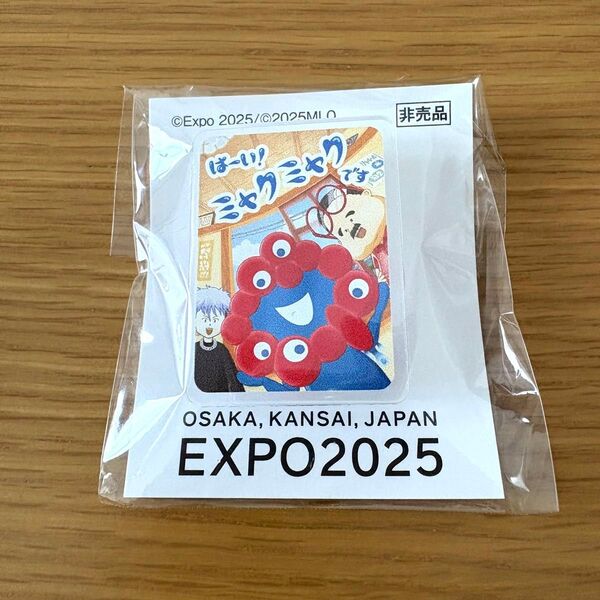 ©Expo 2025/©2025MLO
非売品
はーい!
ミャクミャク
です
OSAKA, KANSAI, JAPAN
EXPO2025